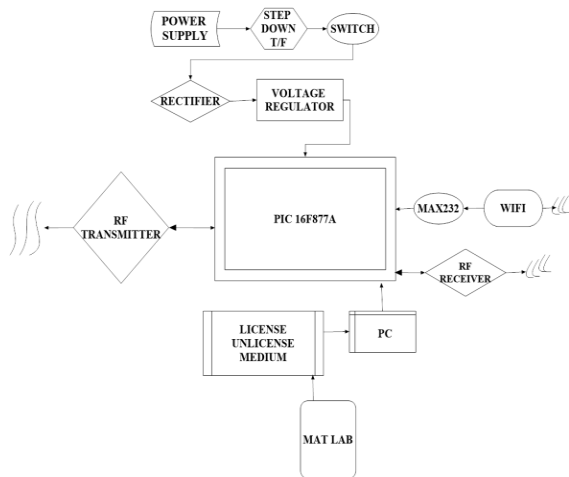 POWER
SUPPLY
STEP
DOWN
T/F
SWITCH
RECTIFIER
VOLTAGE
REGULATOR
RF
TRANSMITTER
PIC 16F877A
MAX232
WIFI
RF
RECEIVER
LICENSE
UNLICENSE
MEDIUM
PC
MAT LAB